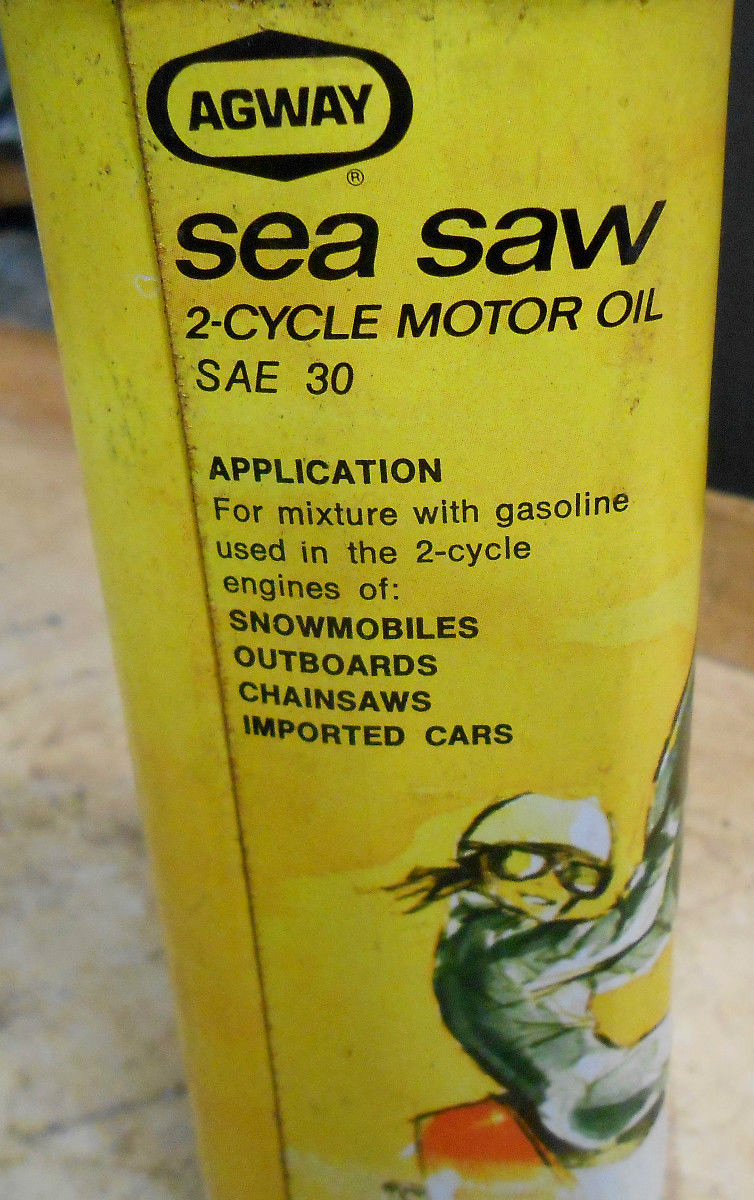 AGWAY
®
sea saw
2-CYCLE MOTOR OIL
SAE 30
APPLICATION
For mixture with gasoline
used in the 2-cycle
engines of:
SNOWMOBILES
OUTBOARDS
CHAINSAWS
IMPORTED CARS